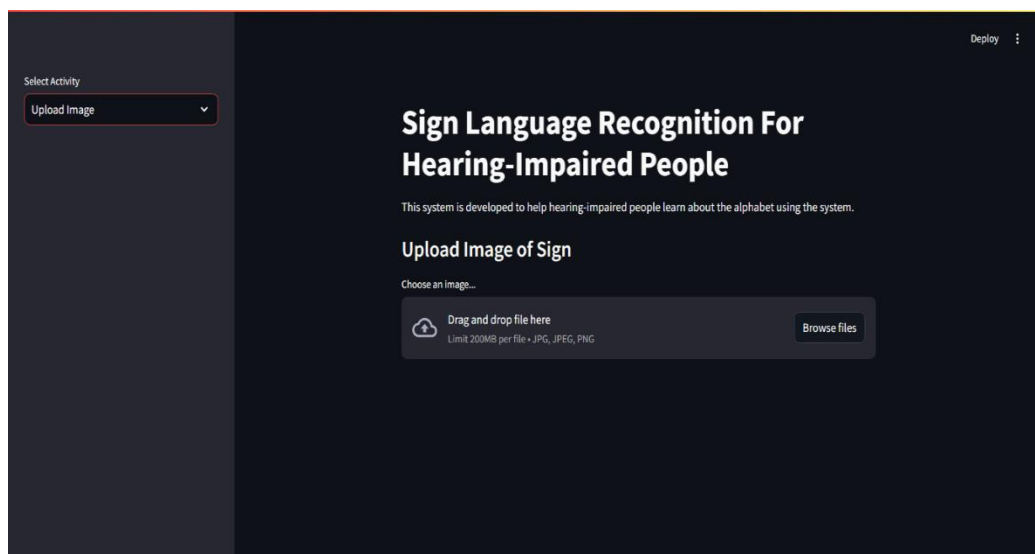 Deploy
Select Activity
Upload Image
Sign Language Recognition For
Hearing-Impaired People
This system is developed to help hearing-impaired people learn about the alphabet using the system.
Upload Image of Sign
Choose an image...
Drag and drop file here
Limit 200MB per file • JPG, JPEG, PNG
Browse files